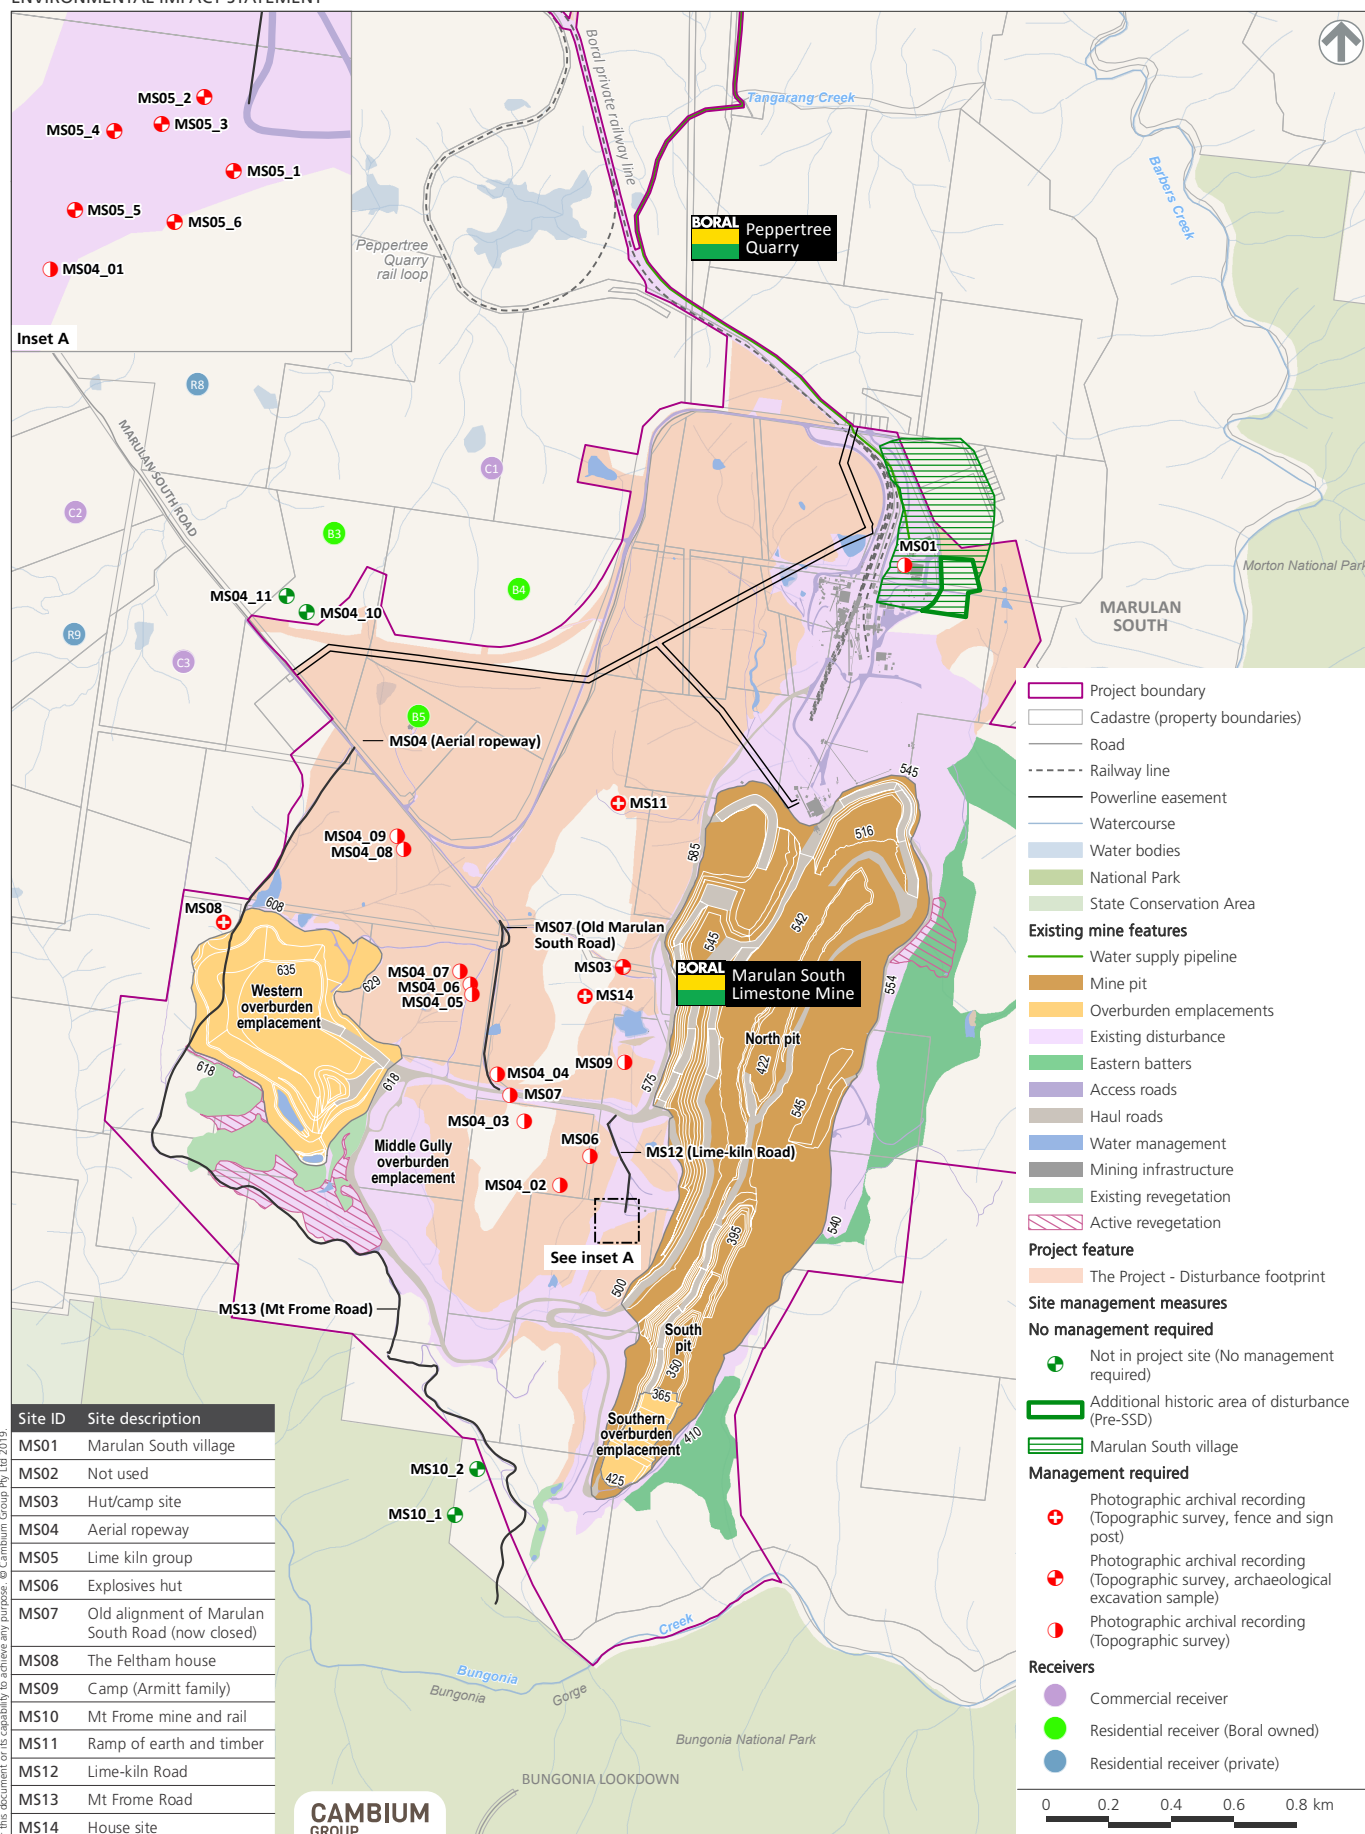 ENVIRONMENTAL IMPACT STATEMENT
MS05_2
MS05_3
MS05_4
MS05_1
MS05_5
MS05_6
MS04_01
Inset A
Boral private railway line
Tangarang Creek
Barbers Creek
BORAL
Peppertree
Quarry
Peppertree
Quarry
rail loop
R8
MARULAN SOUTH ROAD
C1
C2
B3
MS01
Morton National Park
B4
MS04_11
MS04_10
MARULAN
SOUTH
R9
C3
B5
MS04 (Aerial ropeway)
545
MS11
516
MS04_09
MS04_08
585
608
MS08
542
MS07 (Old Marulan
South Road)
545
635
MS03
MS04_07
MS04_06
MS04_05
629
Western
overburden
emplacement
MS14
BORAL
Marulan South
Limestone Mine
554
North pit
618
618
MS04_04
MS09
422
575
MS07
545
MS04_03
MS06
Middle Gully
overburden
emplacement
MS12 (Lime-kiln Road)
MS04_02
395
540
See inset A
500
MS13 (Mt Frome Road)
South
pit
350
365
Southern
overburden
emplacement
410
425
MS10_2
MS10_1
Creek
Bungonia
Bungonia
Gorge
Bungonia National Park
BUNGONIA LOOKDOWN
CAMBIUM
GROUP
Project boundary
Cadastre (property boundaries)
Road
Railway line
Powerline easement
Watercourse
Water bodies
National Park
State Conservation Area
Existing mine features
Water supply pipeline
Mine pit
Overburden emplacements
Existing disturbance
Eastern batters
Access roads
Haul roads
Water management
Mining infrastructure
Existing revegetation
Active revegetation
Project feature
The Project - Disturbance footprint
Site management measures
No management required
Not in project site (No management
required)
Additional historic area of disturbance
(Pre-SSD)
Marulan South village
Management required
Photographic archival recording
(Topographic survey, fence and sign
post)
Photographic archival recording
(Topographic survey, archaeological
excavation sample)
Photographic archival recording
(Topographic survey)
Receivers
Commercial receiver
Residential receiver (Boral owned)
Residential receiver (private)
0 0.2 0.4 0.6 0.8 km
Site ID Site description
MS01 Marulan South village
MS02 Not used
MS03 Hut/camp site
MS04 Aerial ropeway
MS05 Lime kiln group
MS06 Explosives hut
MS07 Old alignment of Marulan
South Road (now closed)
MS08 The Feltham house
MS09 Camp (Armitt family)
MS10 Mt Frome mine and rail
MS11 Ramp of earth and timber
MS12 Lime-kiln Road
MS13 Mt Frome Road
MS14 House site
this document or its capability to achieve any purpose. © Cambium Group Pty Ltd 2019.